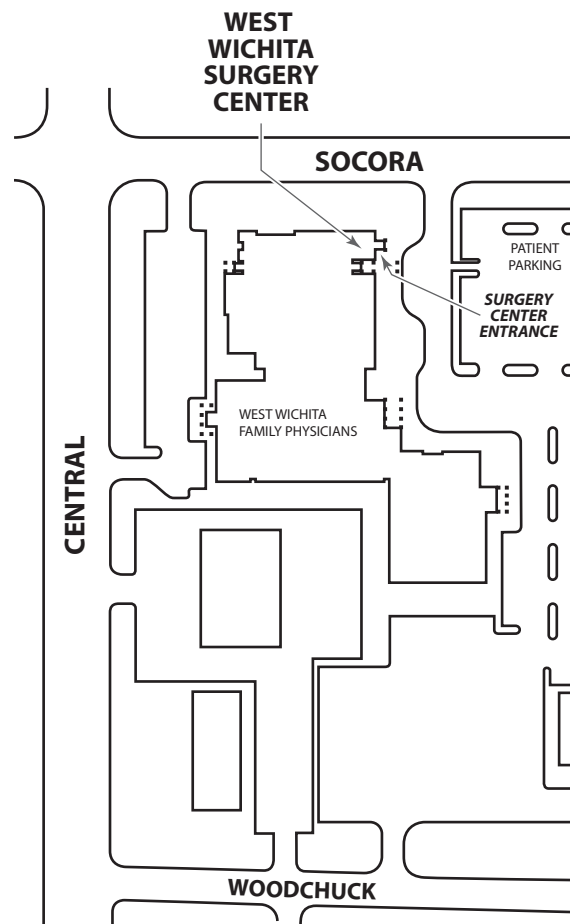 WEST
WICHITA
SURGERY
CENTER
SOCORA
PATIENT
PARKING
SURGERY
CENTER
ENTRANCE
WEST WICHITA
FAMILY PHYSICIANS
CENTRAL
WOODCHUCK